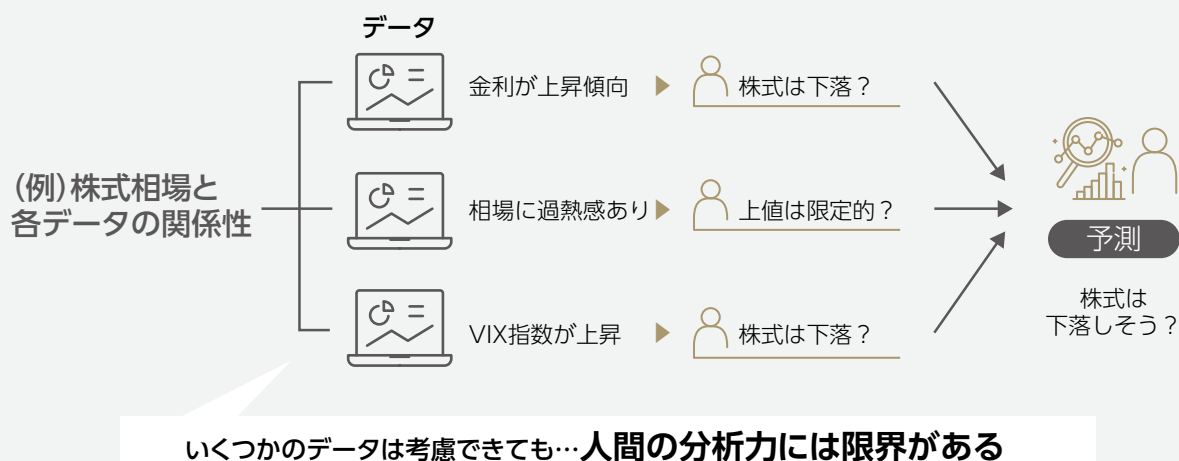 データ
(例)株式相場と
各データの関係性
金利が上昇傾向
株式は下落？
相場に過熱感あり
上値は限定的？
VIX指数が上昇
株式は下落？
予測
株式は
下落しそう？
いくつかのデータは考慮できても…人間の分析力には限界がある